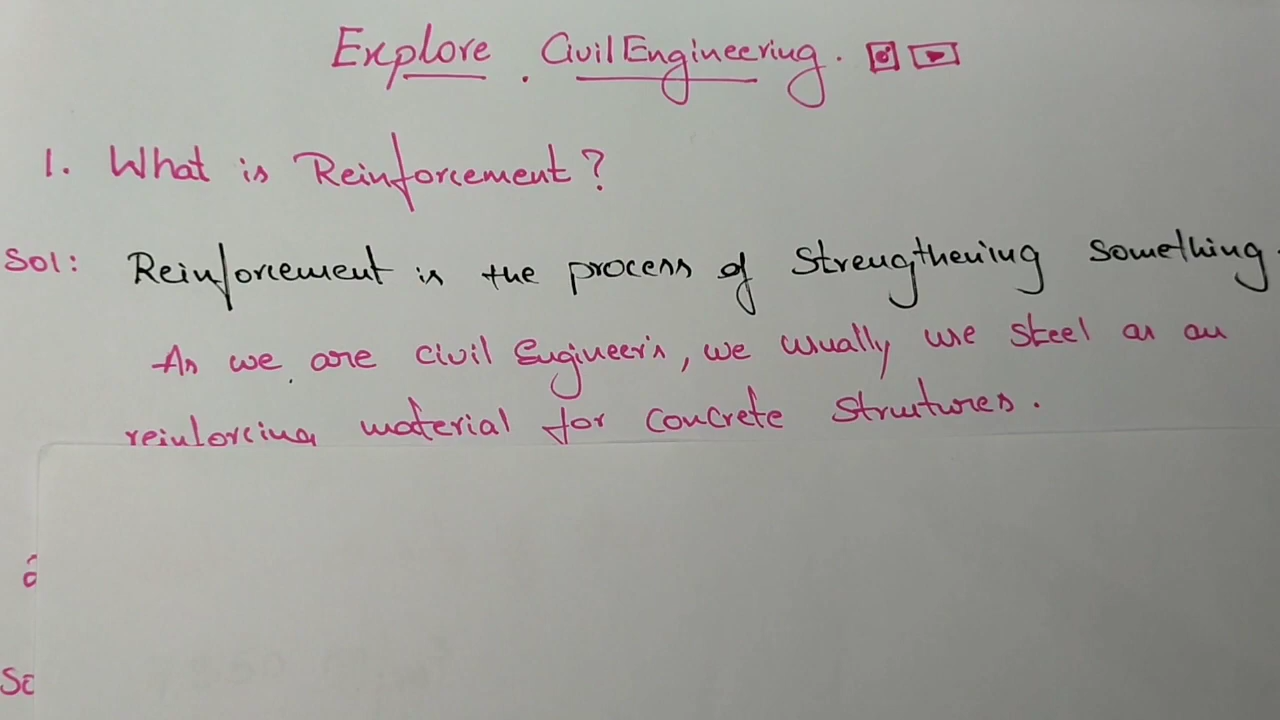 Explore Civil Engineering.
1. What is Reinforcement?
Sol: Reinforcement is the process of strengthening something.
As we are civil Engineer's, we usually use steel as an
reinforcing material for concrete structures.